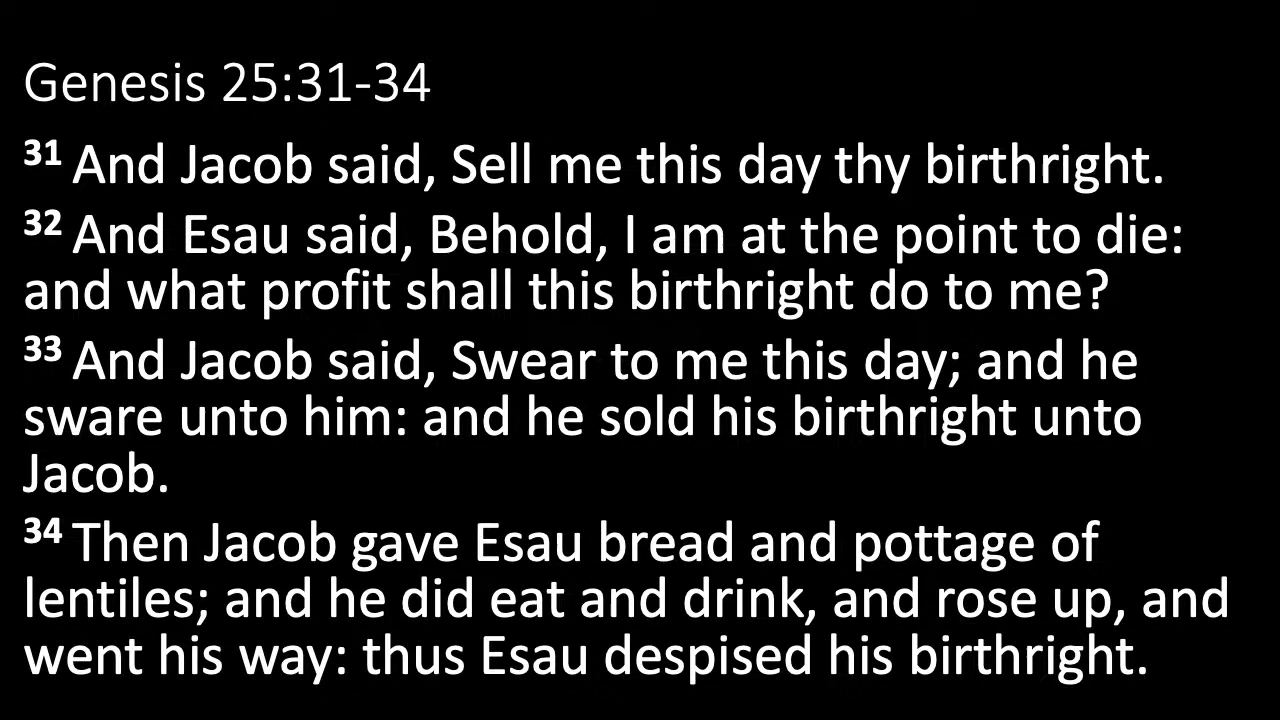 Genesis 25:31-34
31 And Jacob said, Sell me this day thy birthright.
32 And Esau said, Behold, I am at the point to die:
and what profit shall this birthright do to me?
33 And Jacob said, Swear to me this day; and he
sware unto him: and he sold his birthright unto
Jacob.
34 Then Jacob gave Esau bread and pottage of
lentiles; and he did eat and drink, and rose up, and
went his way: thus Esau despised his birthright.